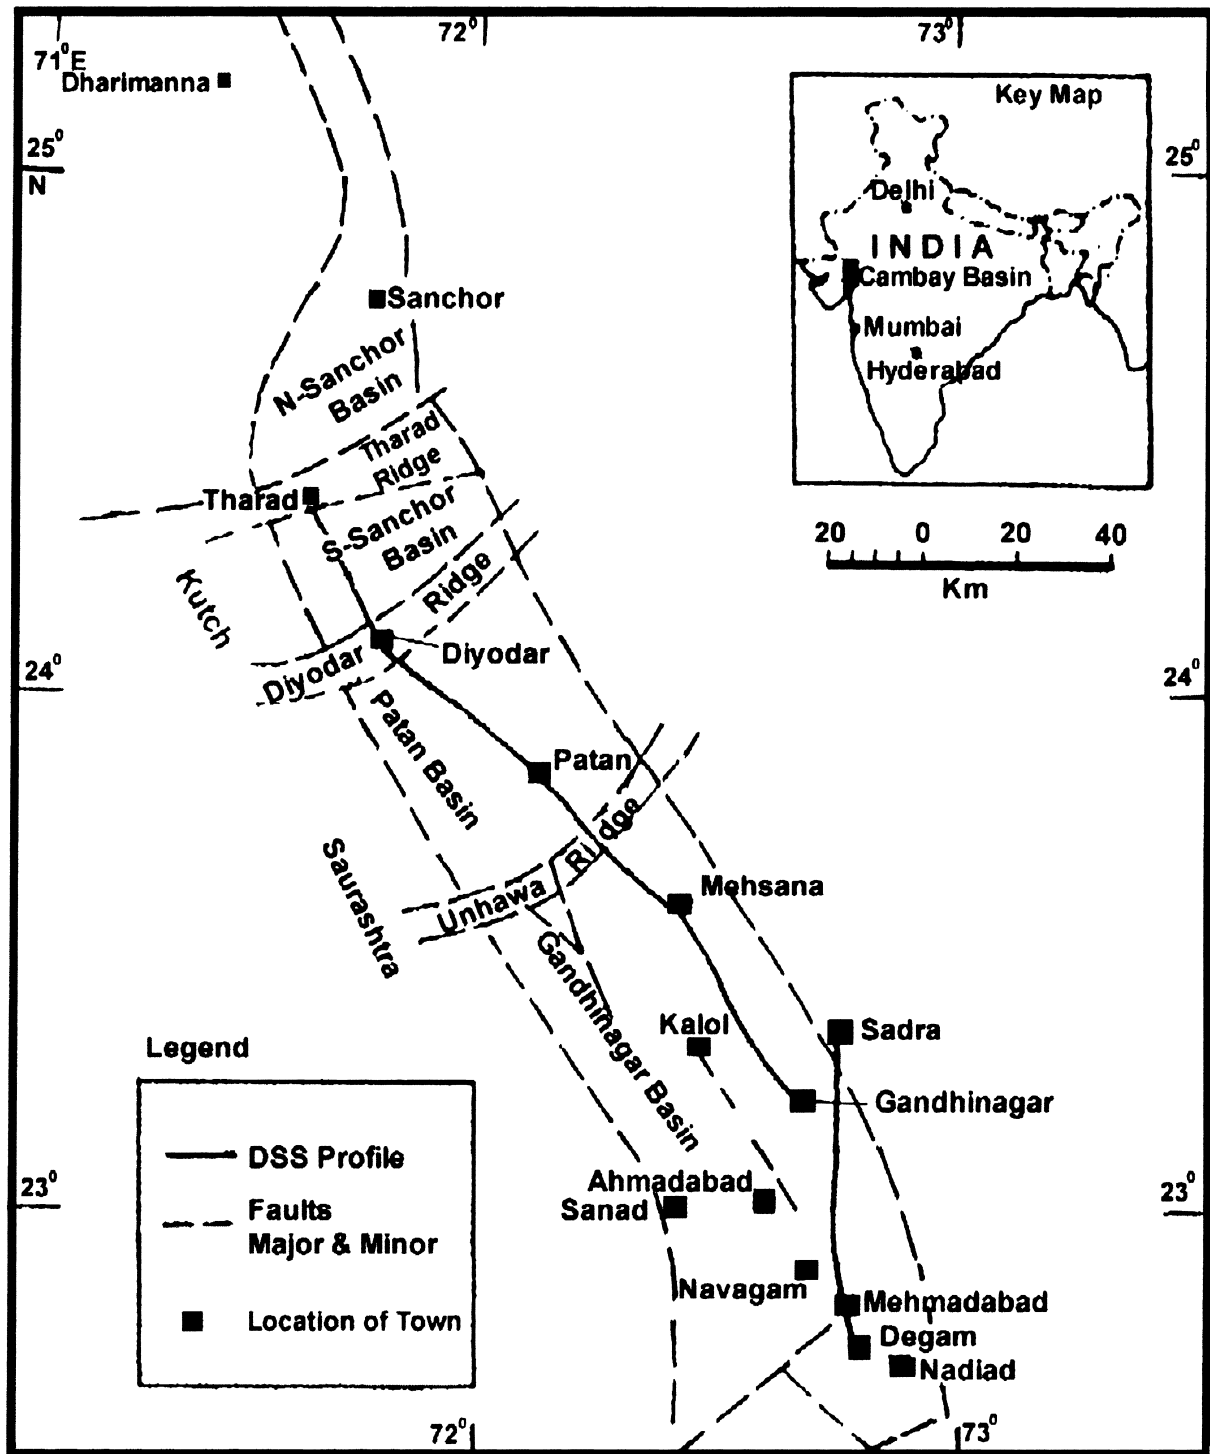 71°E
72°
73°
Dharimanna
Key Map
25°
N
25°
Delhi
INDIA
Cambay Basin
Mumbai
Hyderabad
Sanchor
N-Sanchor
Basin
Tharad
Ridge
Tharad
S-Sanchor
Basin
20 0 20 40
Km
Kutch
Ridge
Diyodar
Diyodar
24°
24°
Patan Basin
Patan
Ridge
Unhawa
Saurashtra
Mehsana
Gandhinagar Basin
Kalol
Sadra
Gandhinagar
Legend
DSS Profile
Faults
Major & Minor
Location of Town
23°
23°
Ahmadabad
Sanad
Navagam
Mehmadabad
Degam
Nadiad
72°
73°